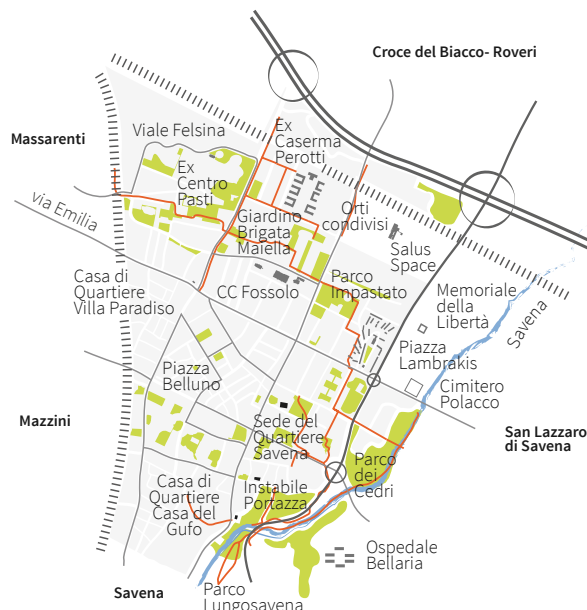 Croce del Biacco- Roveri
Massarenti
Viale Felsina
Ex
Caserma
Perotti
Ex
Centro
Pasti
via Emilia
Giardino
Brigata
Maiella
Orti
condivisi
Salus
Space
Casa di
Quartiere
Villa Paradiso
CC Fossolo
Parco
Impastato
Memoriale
della
Libertà
Savena
Piazza
Lambrakis
Piazza
Belluno
Cimitero
Polacco
Mazzini
Sede del
Quartiere
Savena
San Lazzaro
di Savena
Parco
dei
Cedri
Casa di
Quartiere
Casa del
Gufo
Instabile
Portazza
Ospedale
Bellaria
Savena
Parco
Lungosavena